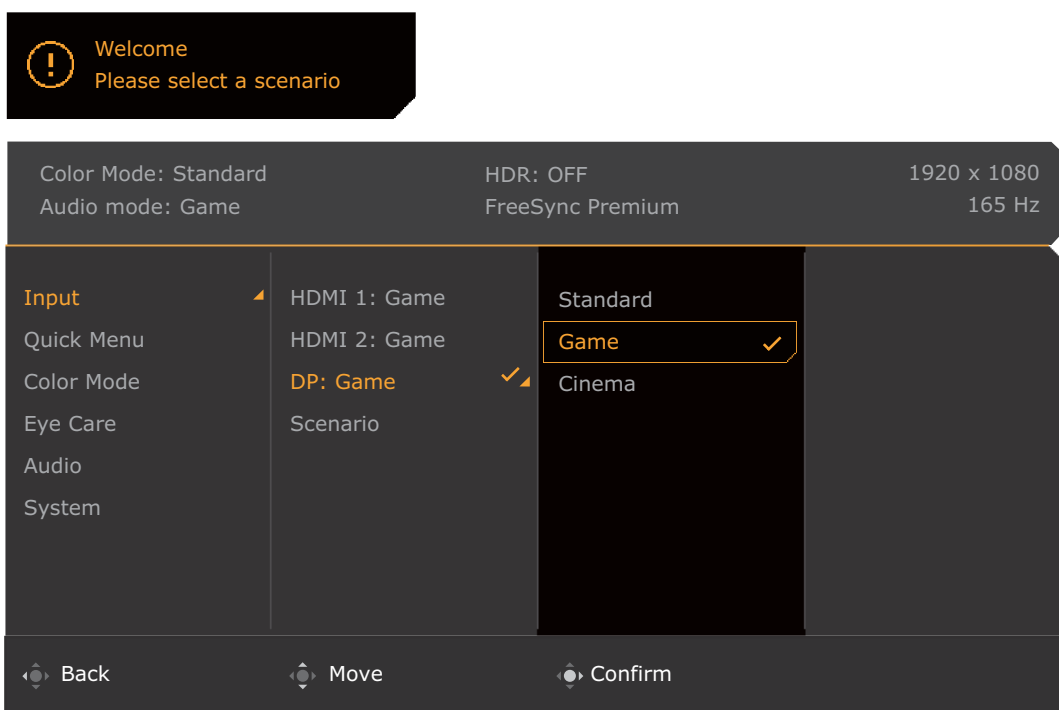 Welcome
Please select a scenario
Color Mode: Standard
Audio mode: Game
HDR: OFF
FreeSync Premium
1920 x 1080
165 Hz
Input
Quick Menu
Color Mode
Eye Care
Audio
System
HDMI 1: Game
HDMI 2: Game
DP: Game
Scenario
Standard
Game
Cinema
Back
Move
Confirm